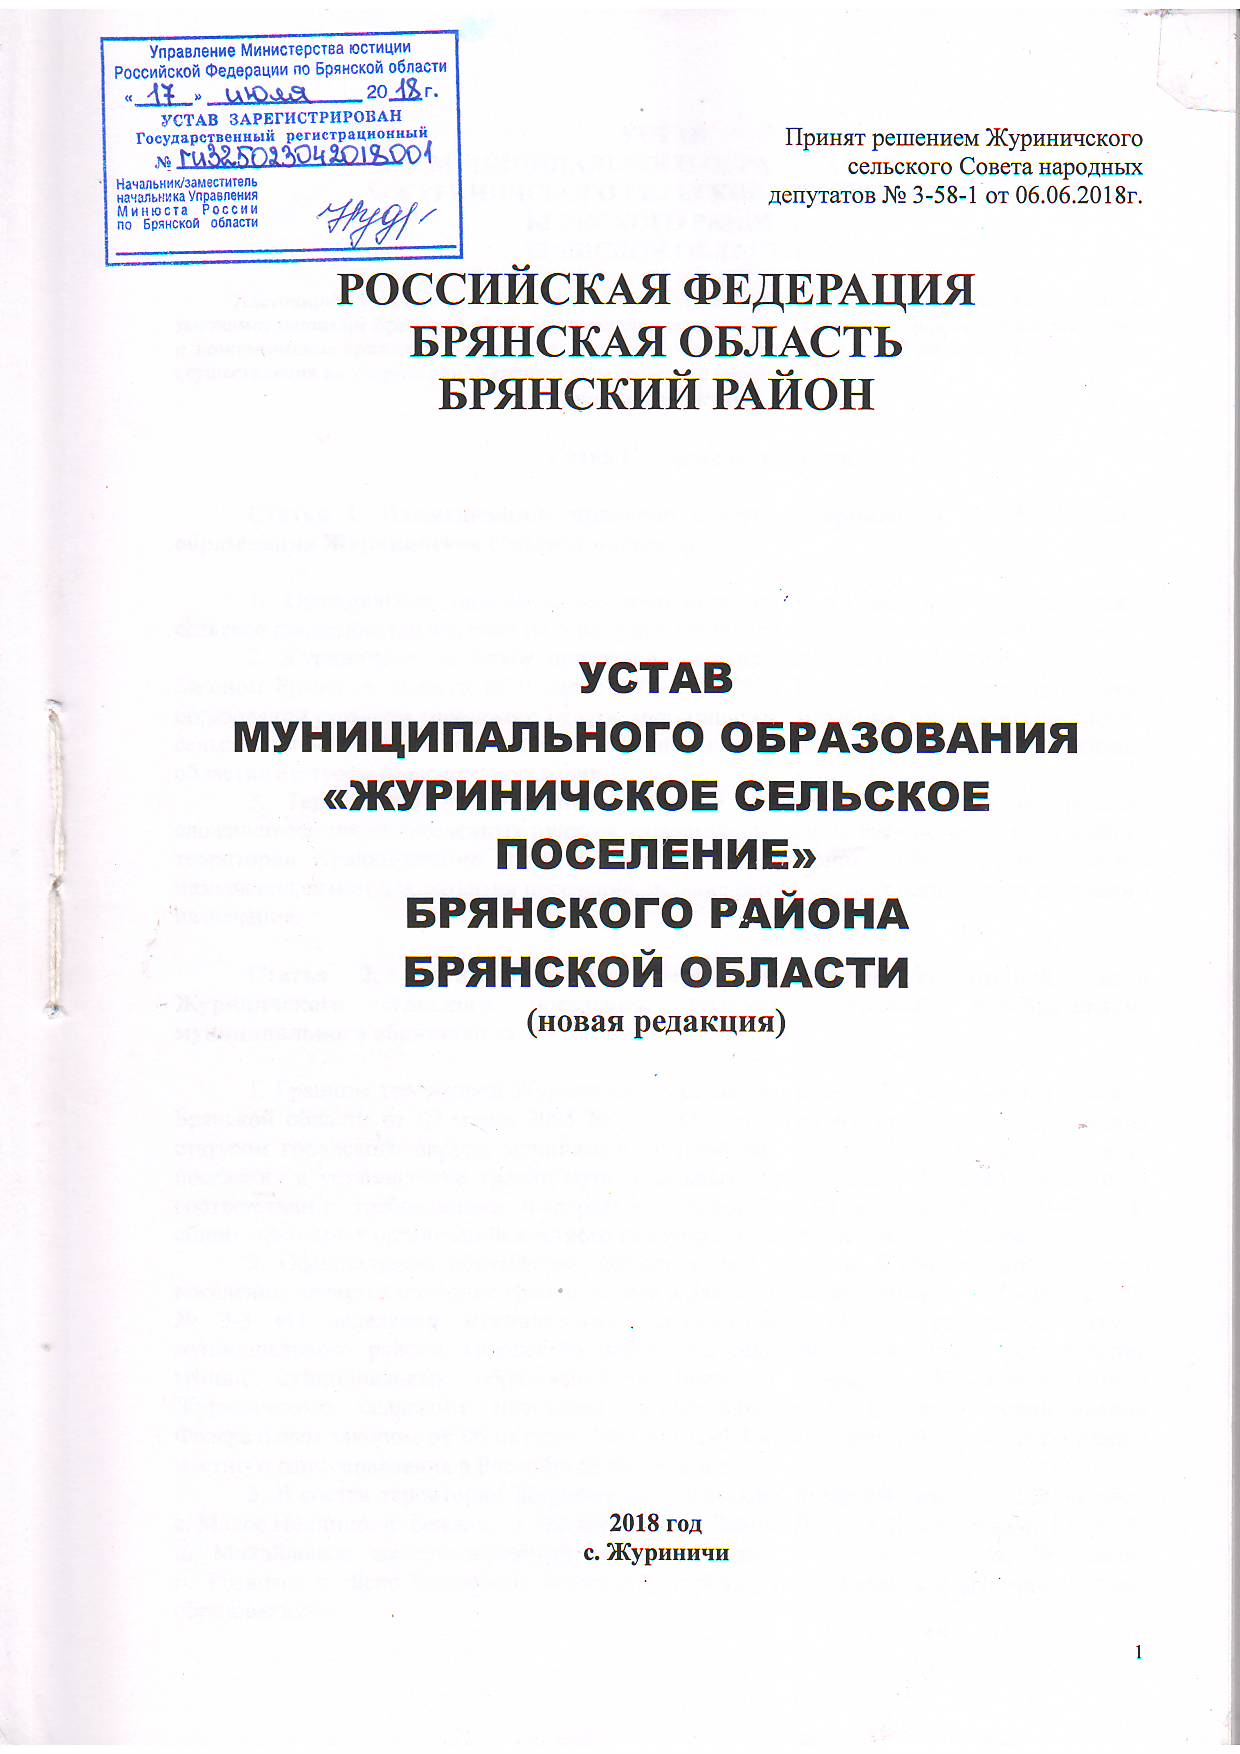 Управление Министерства юстиции
Российской Федерации по Брянской области
«17» июля 2018 г.
УСТАВ ЗАРЕГИСТРИРОВАН
Государственный регистрационный
№ ru325023042018001
Начальник/заместитель
начальника Управления
Минюста России
по Брянской области
Принят решением Журиничского
сельского Совета народных
депутатов № 3-58-1 от 06.06.2018г.
РОССИЙСКАЯ ФЕДЕРАЦИЯ
БРЯНСКАЯ ОБЛАСТЬ
БРЯНСКИЙ РАЙОН
УСТАВ
МУНИЦИПАЛЬНОГО ОБРАЗОВАНИЯ
«ЖУРИНИЧСКОЕ СЕЛЬСКОЕ
ПОСЕЛЕНИЕ»
БРЯНСКОГО РАЙОНА
БРЯНСКОЙ ОБЛАСТИ
(новая редакция)
2018 год
с. Журиничи
1